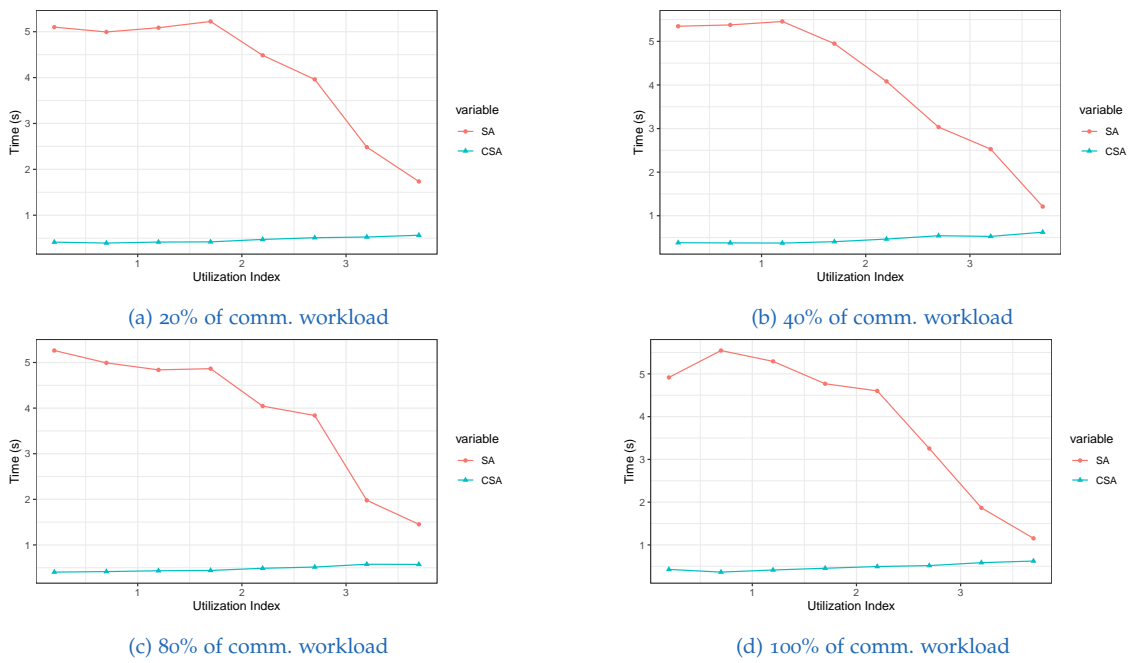 5
4
3
2
1
Time (s)
1
2
3
Utilization Index
variable
SA
CSA
(a) 20% of comm. workload
5
4
3
2
1
Time (s)
1
2
3
Utilization Index
variable
SA
CSA
(b) 40% of comm. workload
5
4
3
2
1
Time (s)
1
2
3
Utilization Index
variable
SA
CSA
(c) 80% of comm. workload
5
4
3
2
1
Time (s)
1
2
3
Utilization Index
variable
SA
CSA
(d) 100% of comm. workload